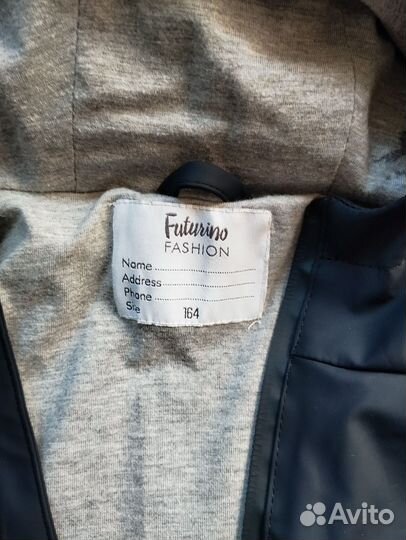 Futurino
FASHION
Name
Address
Phone
Size 164
Avito